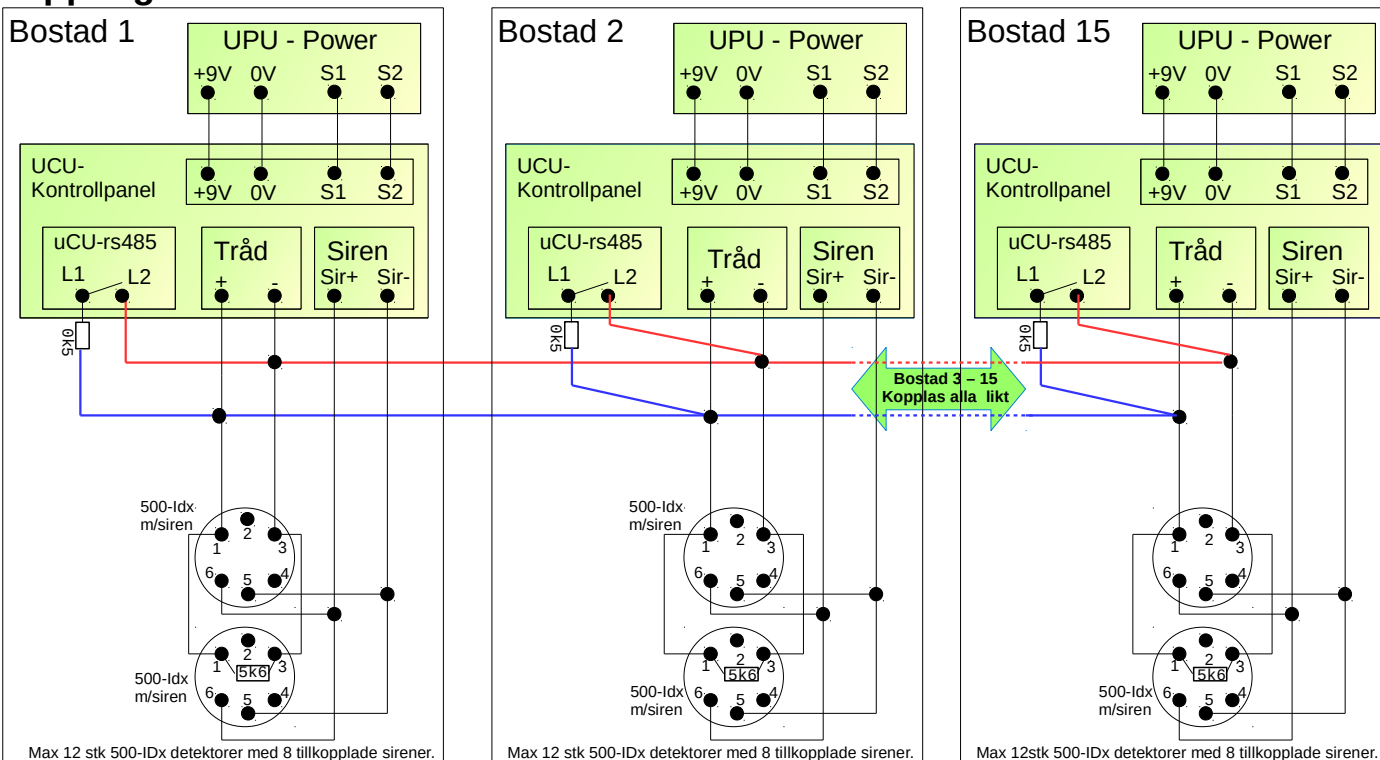 Bostad 1
UPU - Power
+9V 0V S1 S2
UCU-
Kontrollpanel
+9V 0V S1 S2
uCU-rs485
L1 L2
Tråd
+ -
Siren
Sir+ Sir-
0k5
500-Idx
m/siren
1 2 3
6 5 4
500-Idx
m/siren
1 2 3
5k6
6 5 4
Max 12 stk 500-IDx detektorer med 8 tillkopplade sirener.
Bostad 2
UPU - Power
+9V 0V S1 S2
UCU-
Kontrollpanel
+9V 0V S1 S2
uCU-rs485
L1 L2
Tråd
+ -
Siren
Sir+ Sir-
0k5
500-Idx
m/siren
1 2 3
6 5 4
500-Idx
m/siren
1 2 3
5k6
6 5 4
Max 12 stk 500-IDx detektorer med 8 tillkopplade sirener.
Bostad 3 – 15
Kopplas alla likt
Bostad 15
UPU - Power
+9V 0V S1 S2
UCU-
Kontrollpanel
+9V 0V S1 S2
uCU-rs485
L1 L2
Tråd
+ -
Siren
Sir+ Sir-
0k5
1 2 3
6 5 4
500-Idx
m/siren
1 2 3
5k6
6 5 4
Max 12stk 500-IDx detektorer med 8 tillkopplade sirener.